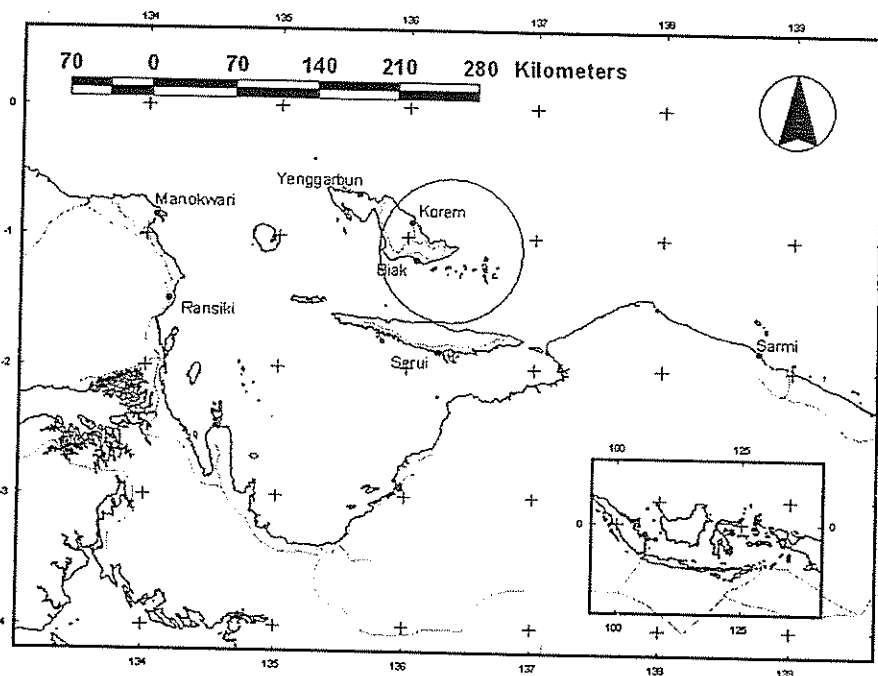 134 135 136 137 138 139
70 0 70 140 210 280 Kilometers
0
Yenggarbun
Manokwari
Korem
-1
Biak
Ransiki
Sarmi
Serui
-2
100 125
-3
0 0
100 125
-4
134 135 136 137 138 139